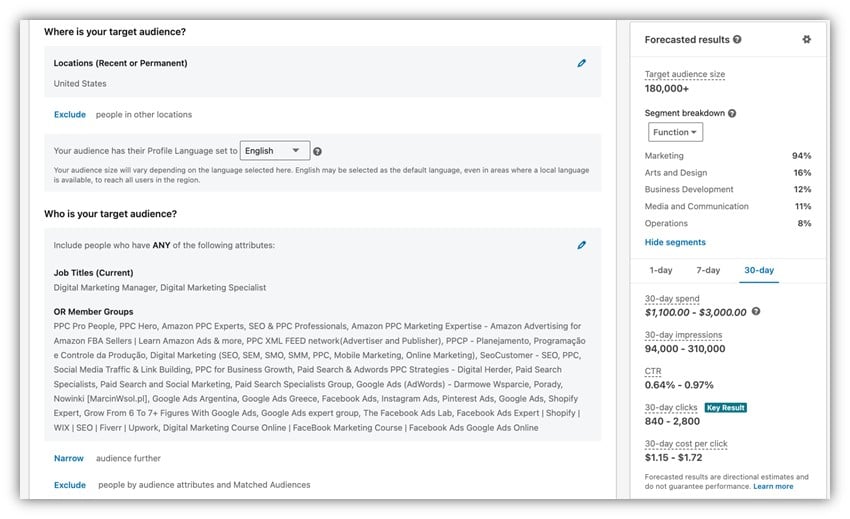 Where is your target audience?
Locations (Recent or Permanent)
United States
Exclude people in other locations
Your audience has their Profile Language set to English
Your audience size will vary depending on the language selected here. English may be selected as the default language, even in areas where a local language
is available, to reach all users in the region.
Who is your target audience?
Include people who have ANY of the following attributes:
Job Titles (Current)
Digital Marketing Manager, Digital Marketing Specialist
OR Member Groups
PPC Pro People, PPC Hero, Amazon PPC Experts, SEO & PPC Professionals, Amazon PPC Marketing Expertise - Amazon Advertising for
Amazon FBA Sellers | Learn Amazon Ads & more, PPC XML FEED network(Advertiser and Publisher), PPCP - Planejamento, Programação
e Controle da Produção, Digital Marketing (SEO, SEM, SMO, SMM, PPC, Mobile Marketing, Online Marketing), SeoCustomer - SEO, PPC,
Social Media Traffic & Link Building, PPC for Business Growth, Paid Search & Adwords PPC Strategies - Digital Herder, Paid Search
Specialists, Paid Search and Social Marketing, Paid Search Specialists Group, Google Ads (AdWords) - Darmowe Wsparcie, Porady,
Nowinki [MarcinWsol.pl], Google Ads Argentina, Google Ads Greece, Facebook Ads, Instagram Ads, Pinterest Ads, Google Ads, Shopify
Expert, Grow From 6 To 7+ Figures With Google Ads, Google Ads expert group, The Facebook Ads Lab, Facebook Ads Expert | Shopify |
WIX | SEO | Fiverr | Upwork, Digital Marketing Course Online | FaceBook Marketing Course | Facebook Ads Google Ads Online
Narrow audience further
Exclude people by audience attributes and Matched Audiences
Forecasted results
Target audience size
180,000+
Segment breakdown
Function
Marketing 94%
Arts and Design 16%
Business Development 12%
Media and Communication 11%
Operations 8%
Hide segments
1-day 7-day 30-day
30-day spend
$1,100.00 - $3,000.00
30-day impressions
94,000 - 310,000
CTR
0.64% - 0.97%
30-day clicks Key Result
840 - 2,800
30-day cost per click
$1.15 - $1.72
Forecasted results are directional estimates and
do not guarantee performance. Learn more